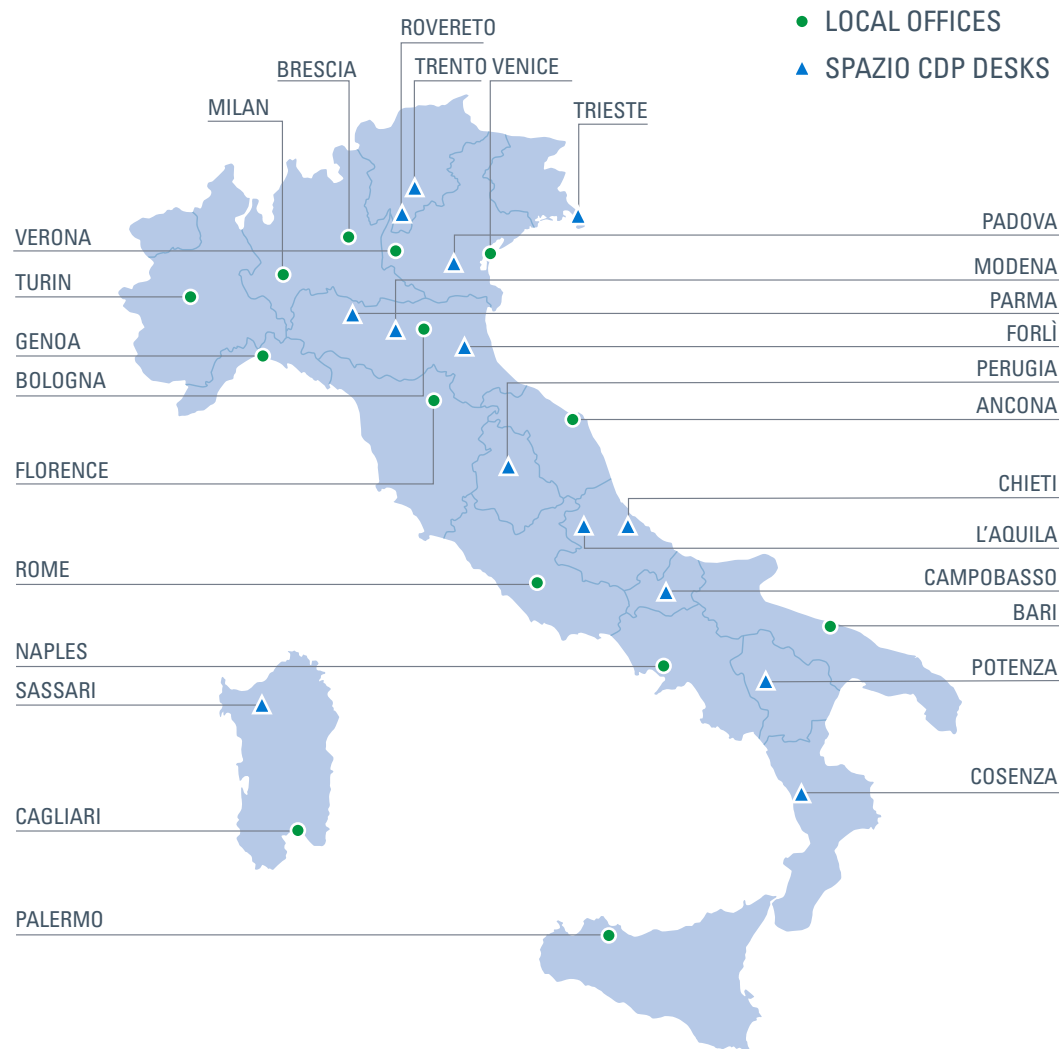 LOCAL OFFICES
SPAZIO CDP DESKS
ROVERETO
BRESCIA
TRENTO VENICE
MILAN
TRIESTE
VERONA
PADOVA
TURIN
MODENA
PARMA
GENOA
FORLÌ
BOLOGNA
PERUGIA
ANCONA
FLORENCE
CHIETI
L'AQUILA
ROME
CAMPOBASSO
BARI
NAPLES
POTENZA
SASSARI
COSENZA
CAGLIARI
PALERMO